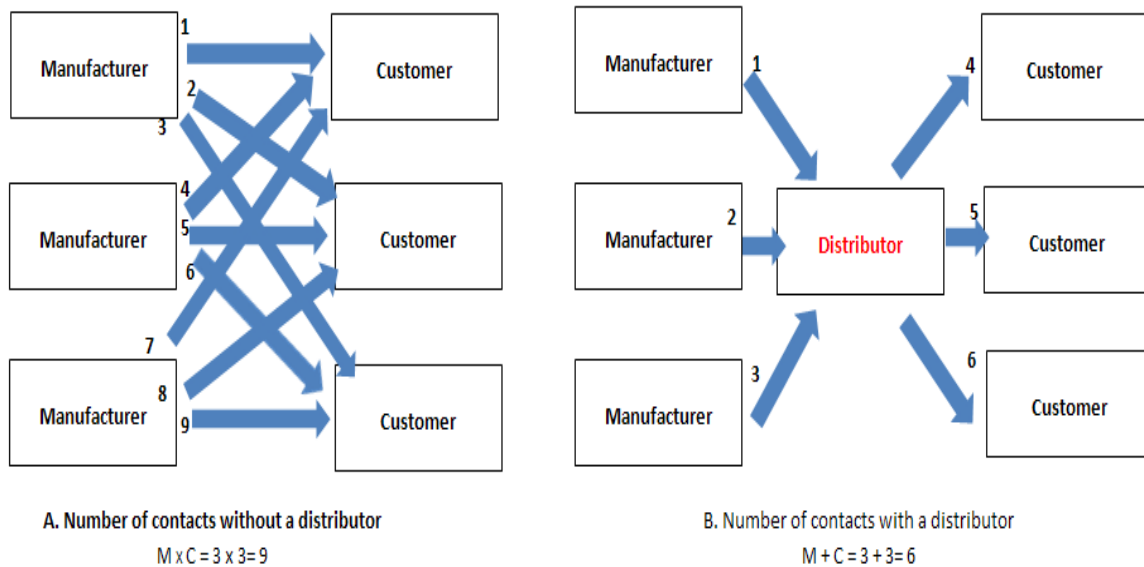 1
Manufacturer
Customer
2
3
4
Manufacturer
5
Customer
6
7
Manufacturer
8
Customer
9
A. Number of contacts without a distributor
M x C = 3 x 3= 9
Manufacturer
1
4
Customer
Manufacturer
2
Distributor
5
Customer
Manufacturer
3
6
Customer
B. Number of contacts with a distributor
M + C = 3 + 3= 6